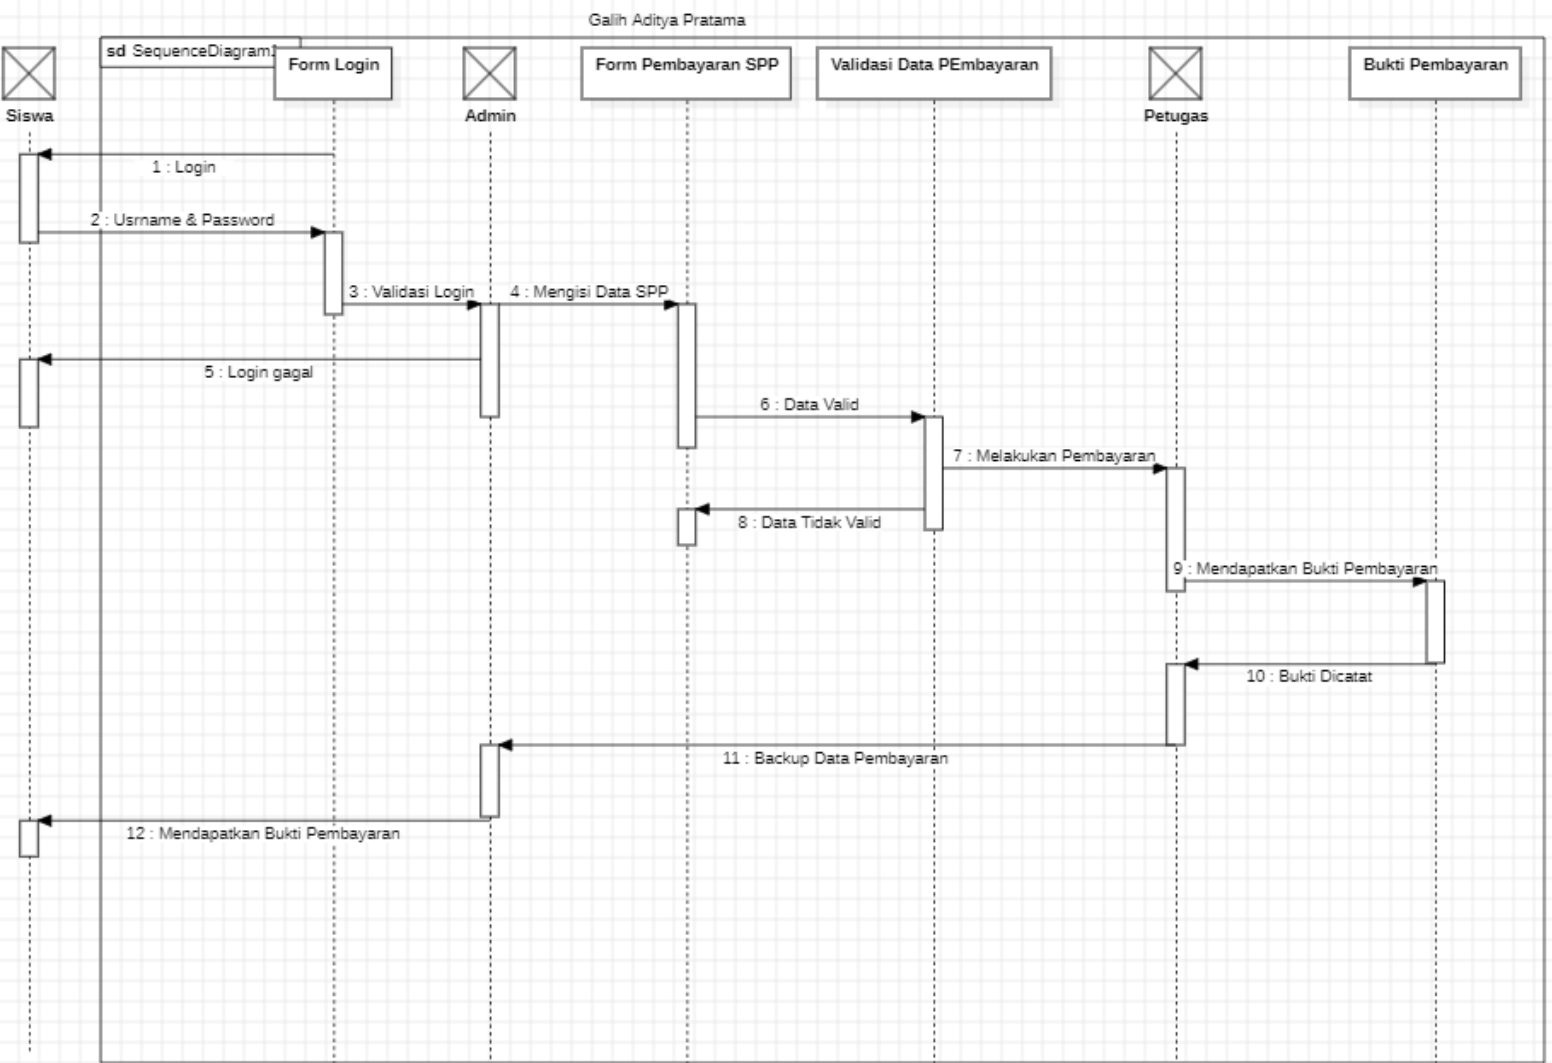 Galih Aditya Pratama
sd SequenceDiagram1
Form Login
Form Pembayaran SPP
Validasi Data PEmbayaran
Bukti Pembayaran
Siswa
Admin
Petugas
1 : Login
2 : Usrname & Password
3 : Validasi Login
4 : Mengisi Data SPP
5 : Login gagal
6 : Data Valid
7 : Melakukan Pembayaran
8 : Data Tidak Valid
9 : Mendapatkan Bukti Pembayaran
10 : Bukti Dicatat
11 : Backup Data Pembayaran
12 : Mendapatkan Bukti Pembayaran